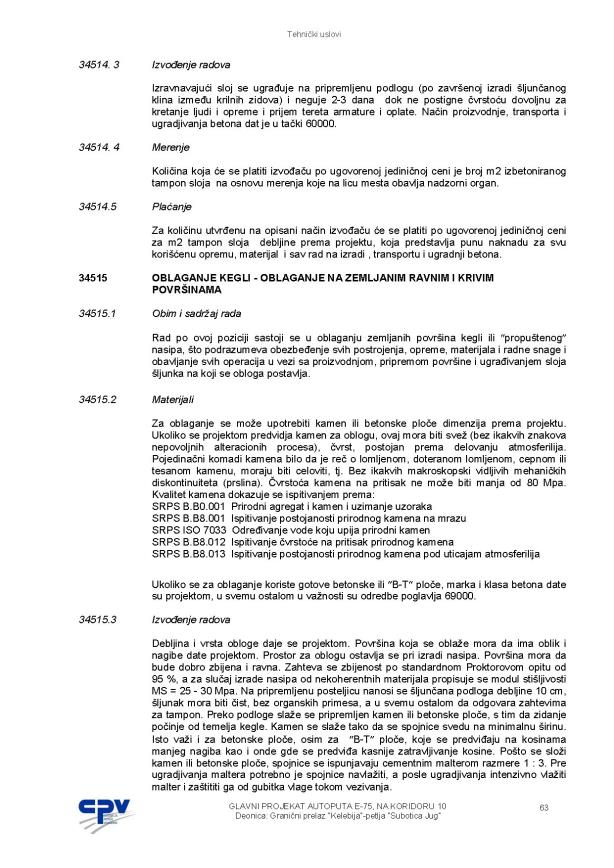 Tehnički uslovi
34514. 3 Izvođenje radova
Izravnavajući sloj se ugrađuje na pripremljenu podlogu (po završenoj izradi šljunčanog
klina između krilnih zidova) i neguje 2-3 dana dok ne postigne čvrstoću dovoljnu za
kretanje ljudi i opreme i prijem tereta armature i oplate. Način proizvodnje, transporta i
ugradjivanja betona dat je u tački 60000.
34514. 4 Merenje
Količina koja će se platiti izvođaču po ugovorenoj jediničnoj ceni je broj m2 izbetoniranog
tampon sloja na osnovu merenja koje na licu mesta obavlja nadzorni organ.
34514.5 Plaćanje
Za količinu utvrđenu na opisani način izvođaču će se platiti po ugovorenoj jediničnoj ceni
za m2 tampon sloja debljine prema projektu, koja predstavlja punu naknadu za svu
korišćenu opremu, materijal i sav rad na izradi , transportu i ugradnji betona.
34515 OBLAGANJE KEGLI - OBLAGANJE NA ZEMLJANIM RAVNIM I KRIVIM
POVRŠINAMA
34515.1 Obim i sadržaj rada
Rad po ovoj poziciji sastoji se u oblaganju zemljanih površina kegli ili "propuštenog"
nasipa, što podrazumeva obezbeđenje svih postrojenja, opreme, materijala i radne snage i
obavljanje svih operacija u vezi sa proizvodnjom, pripremom površine i ugrađivanjem sloja
šljunka na koji se obloga postavlja.
34515.2 Materijali
Za oblaganje se može upotrebiti kamen ili betonske ploče dimenzija prema projektu.
Ukoliko se projektom predvidja kamen za oblogu, ovaj mora biti svež (bez ikakvih znakova
nepovoljnih alteracionih procesa), čvrst, postojan prema delovanju atmosferilija.
Pojedinačni komadi kamena bilo da je reč o lomljenom, doteranom lomljenom, cepnom ili
tesanom kamenu, moraju biti celoviti, tj. Bez ikakvih makroskopski vidljivih mehaničkih
diskontinuiteta (prslina). Čvrstoća kamena na pritisak ne može biti manja od 80 Mpa.
Kvalitet kamena dokazuje se ispitivanjem prema:
SRPS B.B0.001 Prirodni agregat i kamen i uzimanje uzoraka
SRPS B.B8.001 Ispitivanje postojanosti prirodnog kamena na mrazu
SRPS ISO 7033 Određivanje vode koju upija prirodni kamen
SRPS B.B8.012 Ispitivanje čvrstoće na pritisak prirodnog kamena
SRPS B.B8.013 Ispitivanje postojanosti prirodnog kamena pod uticajam atmosferilija
Ukoliko se za oblaganje koriste gotove betonske ili "B-T" ploče, marka i klasa betona date
su projektom, u svemu ostalom u važnosti su odredbe poglavlja 69000.
34515.3 Izvođenje radova
Debljina i vrsta obloge daje se projektom. Površina koja se oblaže mora da ima oblik i
nagibe date projektom. Prostor za oblogu ostavlja se pri izradi nasipa. Površina mora da
bude dobro zbijena i ravna. Zahteva se zbijenost po standardnom Proktorovom opitu od
95 %, a za slučaj izrade nasipa od nekoherentnih materijala propisuje se modul stišljivosti
MS = 25 - 30 Mpa. Na pripremljenu posteljicu nanosi se šljunčana podloga debljine 10 cm,
šljunak mora biti čist, bez organskih primesa, a u svemu ostalom da odgovara zahtevima
za tampon. Preko podloge slaže se pripremljen kamen ili betonske ploče, s tim da zidanje
počinje od temelja kegle. Kamen se slaže tako da se spojnice svedu na minimalnu širinu.
Isto važi i za betonske ploče, osim za "B-T" ploče, koje se predviđaju na kosinama
manjeg nagiba kao i onde gde se predviđa kasnije zatravljivanje kosine. Pošto se složi
kamen ili betonske ploče, spojnice se ispunjavaju cementnim malterom razmere 1 : 3. Pre
ugradjivanja maltera potrebno je spojnice navlažiti, a posle ugrađivanja intenzivno vlažiti
malter i zaštititi ga od gubitka vlage tokom vezivanja.
CPV
GLAVNI PROJEKAT AUTOPUTA E-75, NA KORIDORU 10
Deonica: Granični prelaz "Kelebija"-petlja "Subotica Jug"
63